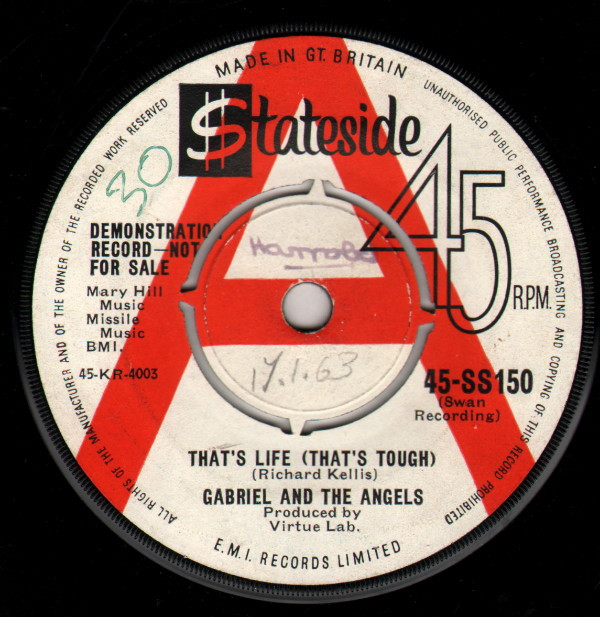 MADE IN GT. BRITAIN
UNAUTHORISED PUBLIC PERFORMANCE BROADCASTING AND COPYING OF THIS RECORD PROHIBITED
ALL RIGHTS OF THE MANUFACTURER AND OF THE OWNER OF THE RECORDED WORK RESERVED
$tateside
45
R.P.M.
30
DEMONSTRATION
RECORD—NOT
FOR SALE
Mary Hill
Music
Missile
Music
BMI.
45-KR-4003
17.1.63
45-SS150
(Swan
Recording)
THAT'S LIFE (THAT'S TOUGH)
(Richard Kellis)
GABRIEL AND THE ANGELS
Produced by
Virtue Lab.
E.M.I. RECORDS LIMITED
A